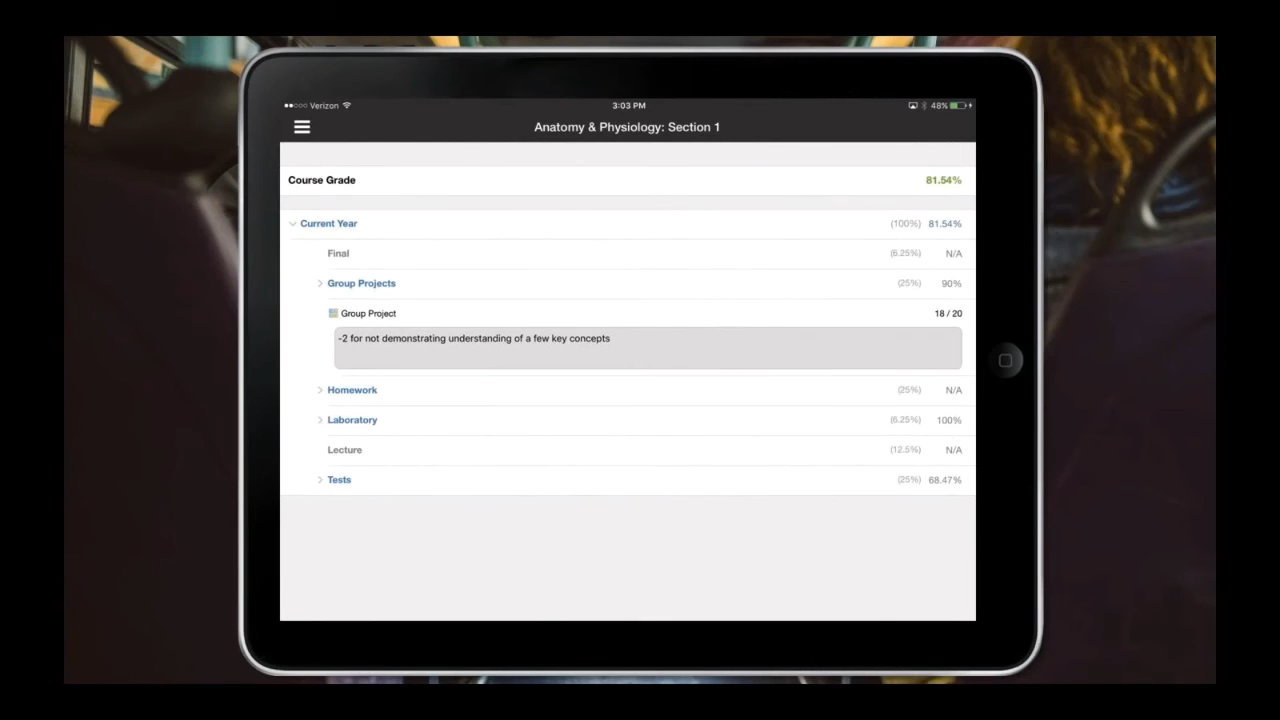 Verizon 3:03 PM 48%
Anatomy & Physiology: Section 1
Course Grade 81.54%
Current Year (100%) 81.54%
Final (6.25%) N/A
Group Projects (25%) 90%
Group Project 18 / 20
-2 for not demonstrating understanding of a few key concepts
Homework (25%) N/A
Laboratory (6.25%) 100%
Lecture (12.5%) N/A
Tests (25%) 68.47%